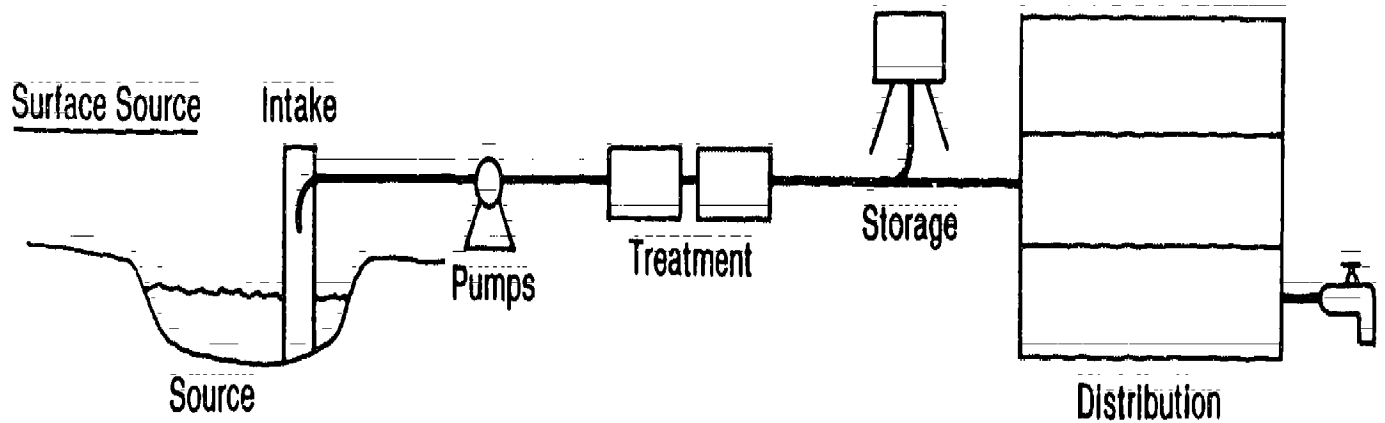 Surface Source
Intake
Pumps
Treatment
Storage
Source
Distribution